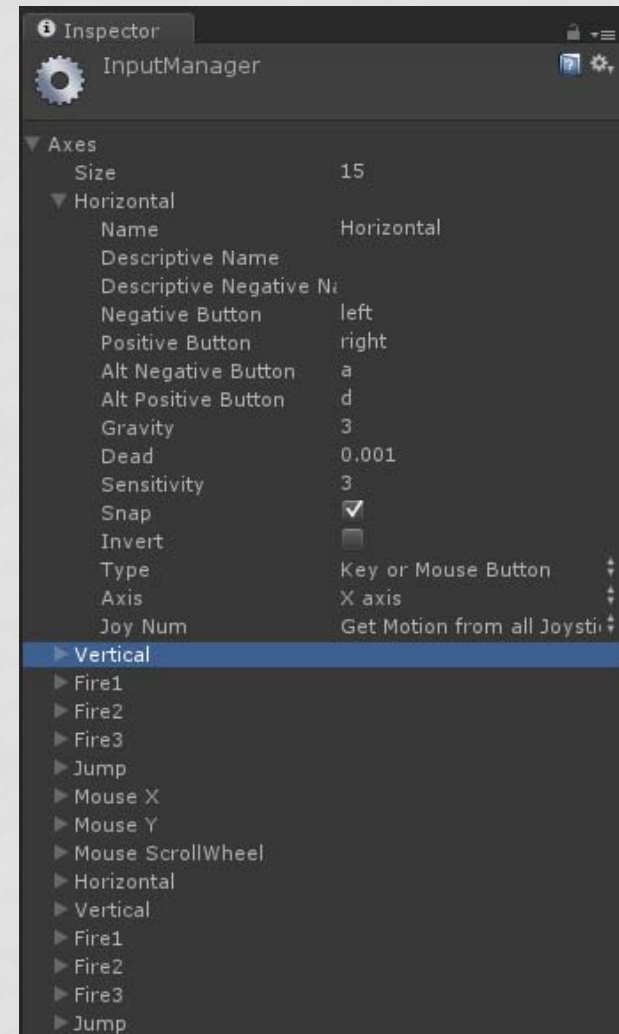 Inspector
InputManager
Axes
Size 15
Horizontal
Name Horizontal
Descriptive Name
Descriptive Negative Na
Negative Button left
Positive Button right
Alt Negative Button a
Alt Positive Button d
Gravity 3
Dead 0.001
Sensitivity 3
Snap
Invert
Type Key or Mouse Button
Axis X axis
Joy Num Get Motion from all Joysti
Vertical
Fire1
Fire2
Fire3
Jump
Mouse X
Mouse Y
Mouse ScrollWheel
Horizontal
Vertical
Fire1
Fire2
Fire3
Jump